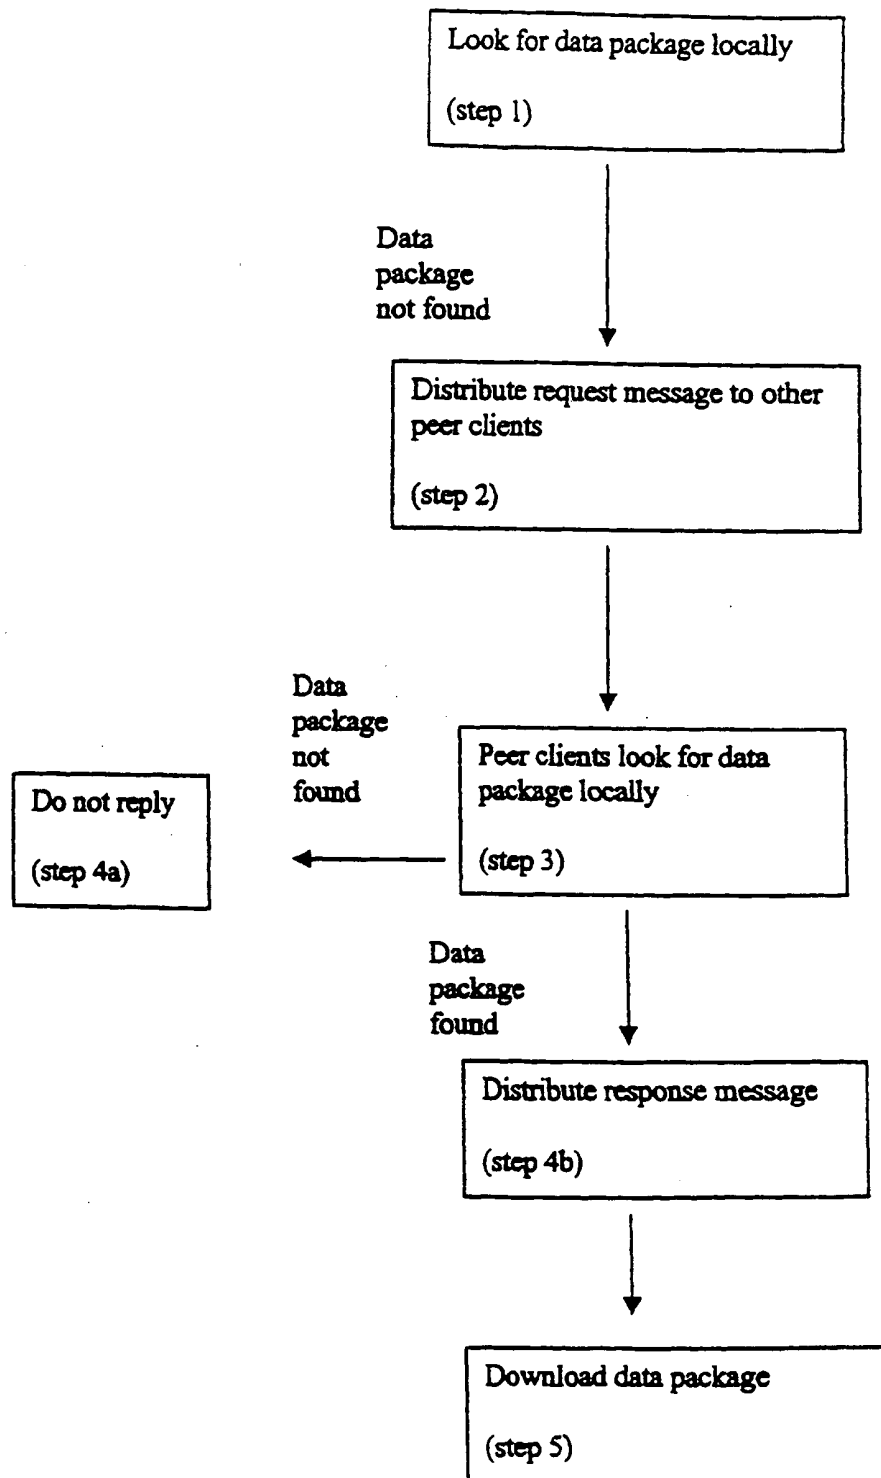 Look for data package locally
(step 1)
Data
package
not found
Distribute request message to other
peer clients
(step 2)
Data
package
not
found
Peer clients look for data
package locally
(step 3)
Do not reply
(step 4a)
Data
package
found
Distribute response message
(step 4b)
Download data package
(step 5)